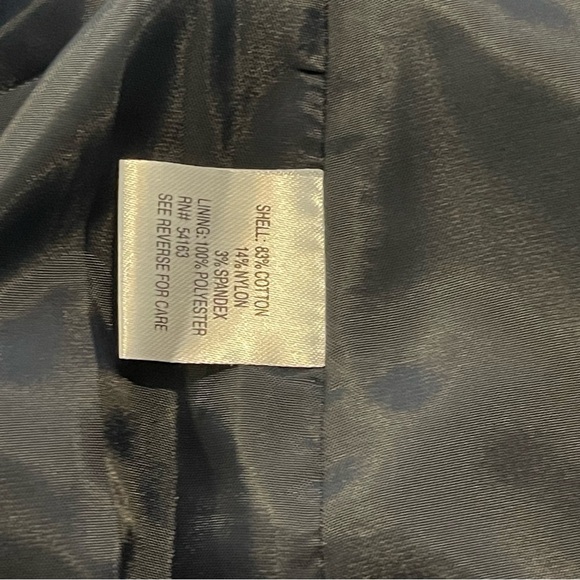 SHELL: 83% COTTON
14% NYLON
3% SPANDEX
LINING: 100% POLYESTER
RN# 54163
SEE REVERSE FOR CARE